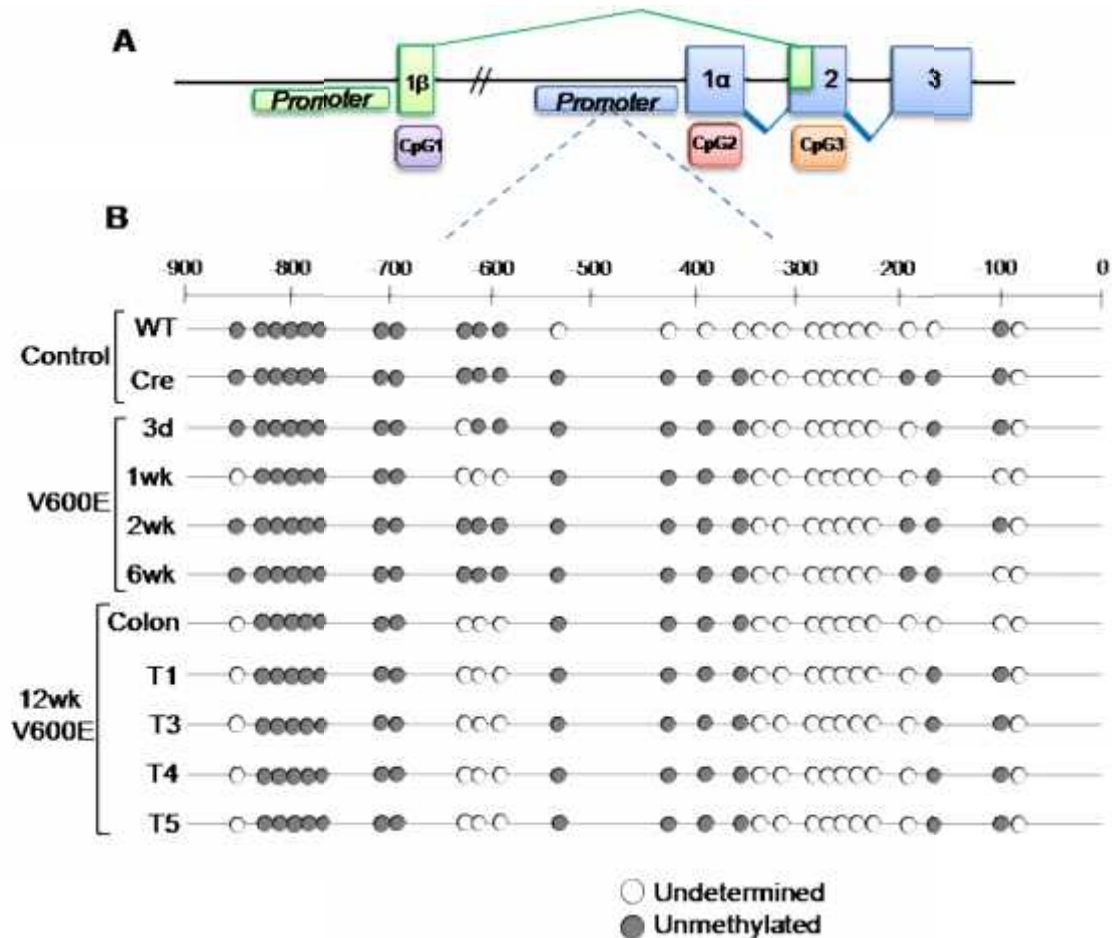 A
1β
//
1α
2
3
Promoter
Promoter
CpG1
CpG2
CpG3
B
-900 -800 -700 -600 -500 -400 -300 -200 -100 0
Control
WT
Cre
V600E
3d
1wk
2wk
6wk
12wk
V600E
Colon
T1
T3
T4
T5
Undetermined
Unmethylated